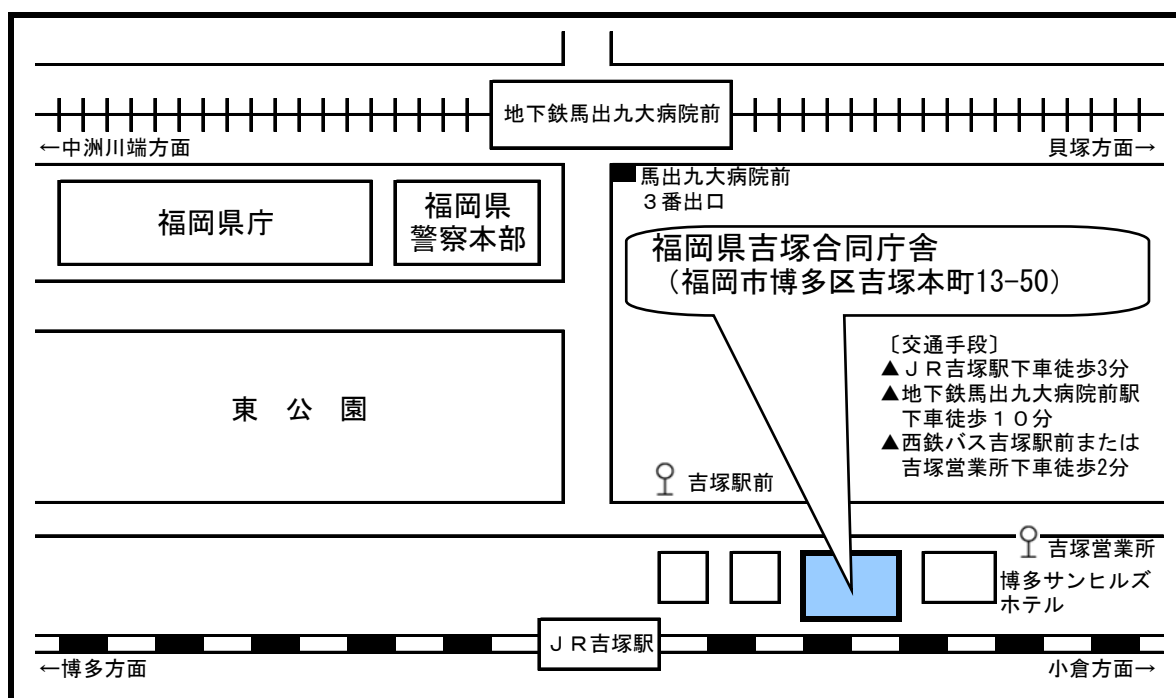 地下鉄馬出九大病院前
←中洲川端方面
貝塚方面→
馬出九大病院前
３番出口
福岡県庁
福岡県
警察本部
福岡県吉塚合同庁舎
（福岡市博多区吉塚本町13-50）
〔交通手段〕
▲ＪＲ吉塚駅下車徒歩3分
▲地下鉄馬出九大病院前駅
下車徒歩１０分
▲西鉄バス吉塚駅前または
吉塚営業所下車徒歩2分
東　公　園
吉塚駅前
吉塚営業所
博多サンヒルズ
ホテル
ＪＲ吉塚駅
←博多方面
小倉方面→